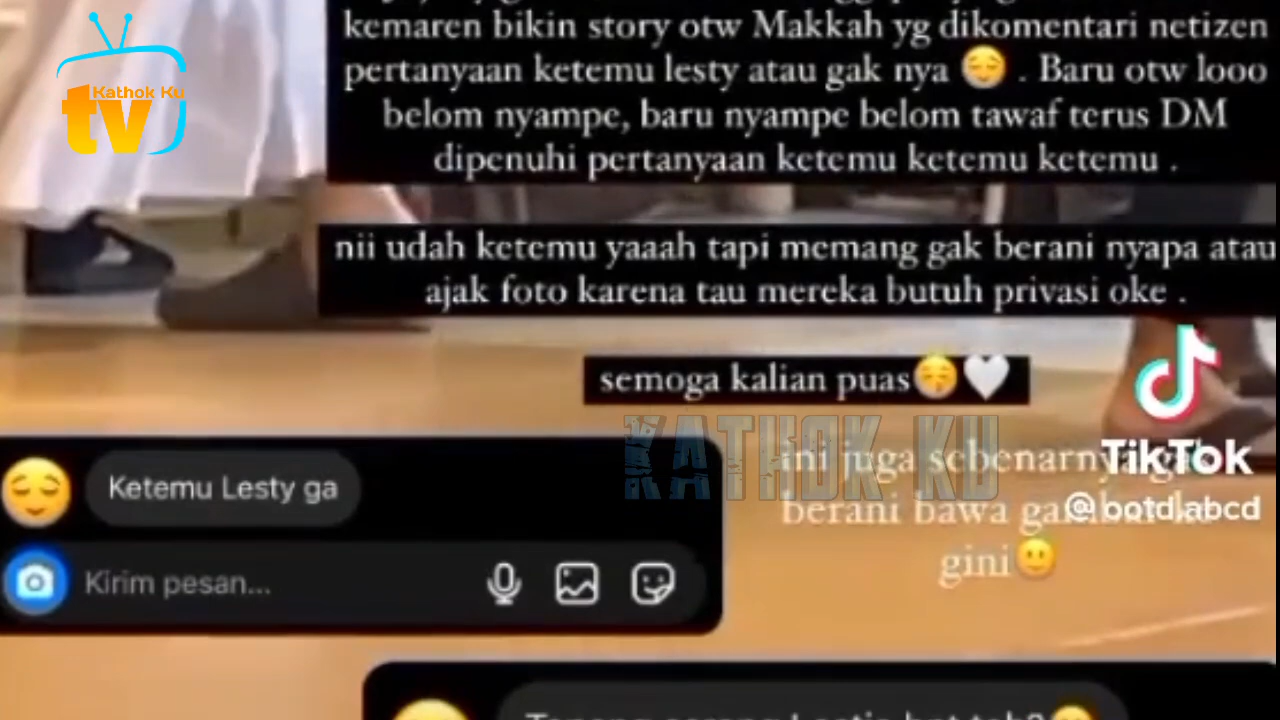 kemaren bikin story otw Makkah yg dikomentari netizen
pertanyaan ketemu lesty atau gak nya 😌 . Baru otw looo
belom nyampe, baru nyampe belom tawaf terus DM
dipenuhi pertanyaan ketemu ketemu ketemu .
nii udah ketemu yaaah tapi memang gak berani nyapa atau
ajak foto karena tau mereka butuh privasi oke .
semoga kalian puas😚🤍
ini juga sebenarnya
berani bawa
gini🙂
Ketemu Lesty ga
Kirim pesan...
Kathok Ku
tv
KATHOK KU
TikTok
@botdlabcd